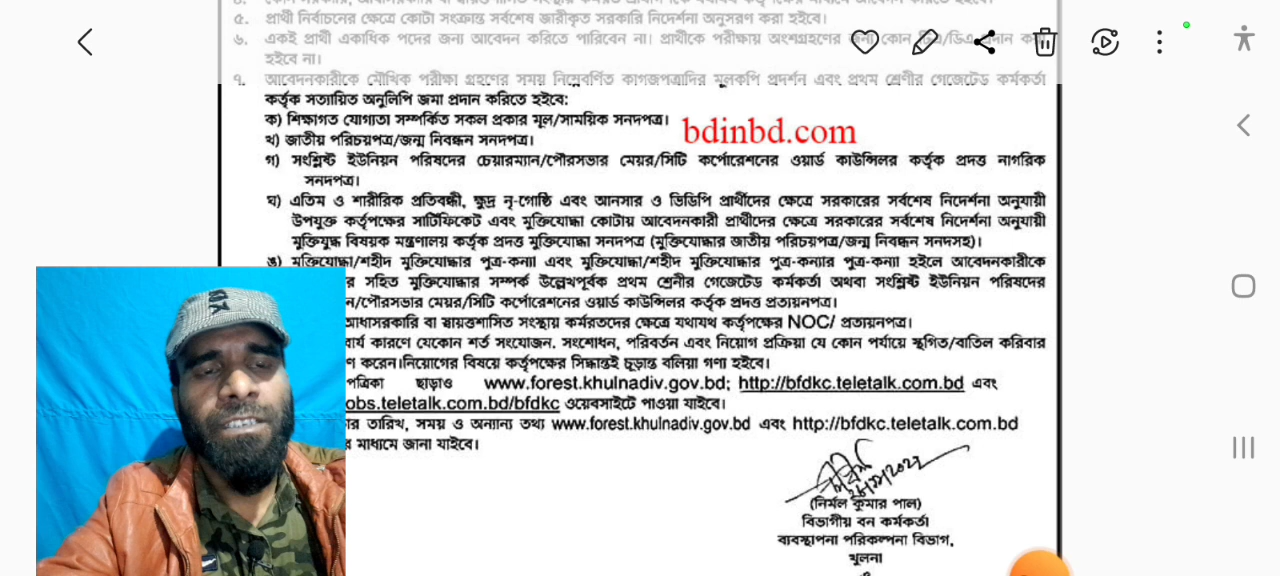 ৫. প্রার্থী নির্বাচনের ক্ষেত্রে কোটা সংক্রান্ত সর্বশেষ জারীকৃত সরকারি নিদের্শনা অনুসরণ করা হইবে।
৬. একই প্রার্থী একাধিক পদের জন্য আবেদন করিতে পারিবেন না। প্রার্থীকে পরীক্ষায় অংশগ্রহণের জন্য কোন টিএ/ডিএ প্রদান করা
হইবে না।
৭. আবেদনকারীকে মৌখিক পরীক্ষা গ্রহণের সময় নিম্নেবর্ণিত কাগজপত্রাদির মূলকপি প্রদর্শন এবং প্রথম শ্রেণীর গেজেটেড কর্মকর্তা
কর্তৃক সত্যায়িত অনুলিপি জমা প্রদান করিতে হইবে:
ক) শিক্ষাগত যোগ্যতা সম্পর্কিত সকল প্রকার মূল/সাময়িক সনদপত্র।
bdinbd.com
খ) জাতীয় পরিচয়পত্র/জন্ম নিবন্ধন সনদপত্র।
গ) সংশ্লিষ্ট ইউনিয়ন পরিষদের চেয়ারম্যান/পৌরসভার মেয়র/সিটি কর্পোরেশনের ওয়ার্ড কাউন্সিলর কর্তৃক প্রদত্ত নাগরিক
সনদপত্র।
ঘ) এতিম ও শারীরিক প্রতিবন্ধী, ক্ষুদ্র নৃ-গোষ্ঠি এবং আনসার ও ভিডিপি প্রার্থীদের ক্ষেত্রে সরকারের সর্বশেষ নিদের্শনা অনুযায়ী
উপযুক্ত কর্তৃপক্ষের সার্টিফিকেট এবং মুক্তিযোদ্ধা কোটায় আবেদনকারী প্রার্থীদের ক্ষেত্রে সরকারের সর্বশেষ নিদের্শনা অনুযায়ী
মুক্তিযুদ্ধ বিষয়ক মন্ত্রণালয় কর্তৃক প্রদত্ত মুক্তিযোদ্ধা সনদপত্র (মুক্তিযোদ্ধার জাতীয় পরিচয়পত্র/জন্ম নিবন্ধন সনদসহ)।
ঙ) মুক্তিযোদ্ধা/শহীদ মুক্তিযোদ্ধার পুত্র-কন্যা এবং মুক্তিযোদ্ধা/শহীদ মুক্তিযোদ্ধার পুত্র-কন্যার পুত্র-কন্যা হইলে আবেদনকারীকে
র সহিত মুক্তিযোদ্ধার সম্পর্ক উল্লেখপূর্বক প্রথম শ্রেনীর গেজেটেড কর্মকর্তা অথবা সংশ্লিষ্ট ইউনিয়ন পরিষদের
ন/পৌরসভার মেয়র/সিটি কর্পোরেশনের ওয়ার্ড কাউন্সিলর কর্তৃক প্রদত্ত প্রত্যায়নপত্র।
আধাসরকারি বা স্বায়ত্তশাসিত সংস্থায় কর্মরতদের ক্ষেত্রে যথাযথ কর্তৃপক্ষের NOC/ প্রত্যায়নপত্র।
বার্য কারণে যেকোন শর্ত সংযোজন. সংশোধন, পরিবর্তন এবং নিয়োগ প্রক্রিয়া যে কোন পর্যায়ে স্থগিত/বাতিল করিবার
ণ করেন।নিয়োগের বিষয়ে কর্তৃপক্ষের সিদ্ধান্তই চূড়ান্ত বলিয়া গণ্য হইবে।
পত্রিকা ছাড়াও www.forest.khulnadiv.gov.bd; http://bfdkc.teletalk.com.bd এবং
obs.teletalk.com.bd/bfdkc ওয়েবসাইটে পাওয়া যাইবে।
ার তারিখ, সময় ও অন্যান্য তথ্য www.forest.khulnadiv.gov.bd এবং http://bfdkc.teletalk.com.bd
র মাধ্যমে জানা যাইবে।
(নির্মল কুমার পাল)
বিভাগীয় বন কর্মকর্তা
ব্যবস্থাপনা পরিকল্পনা বিভাগ,
খুলনা